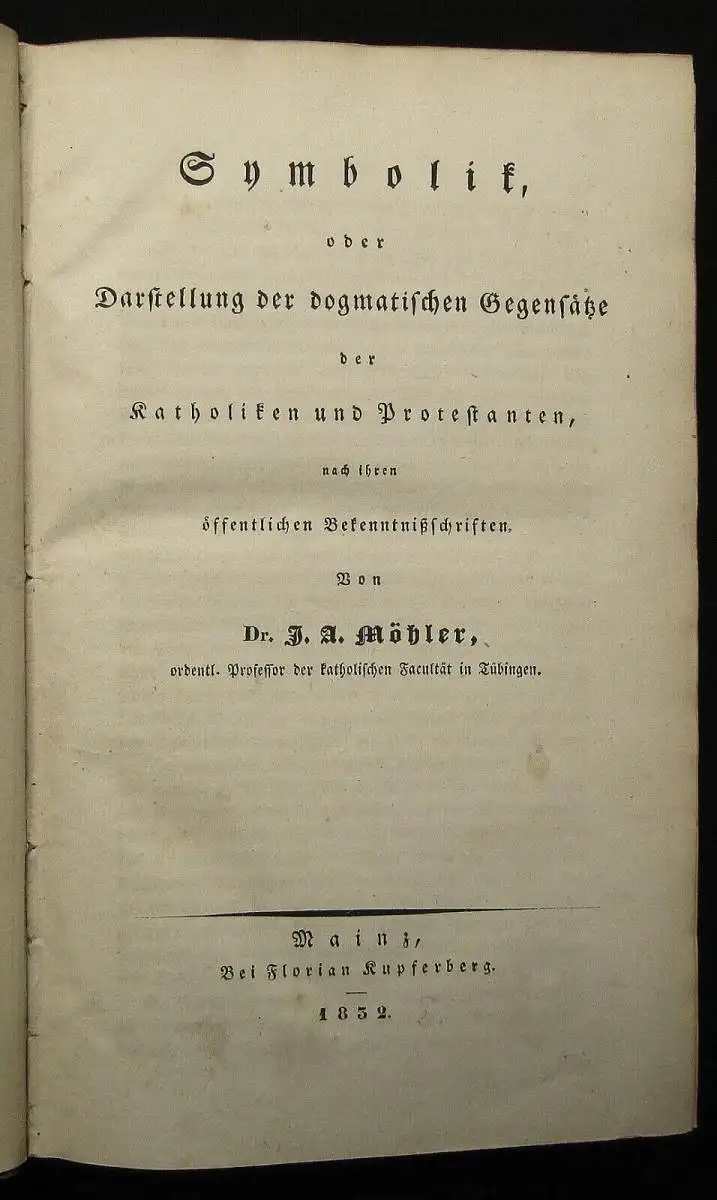 Symbolik,
oder
Darstellung der dogmatischen Gegensätze
der
Katholiken und Protestanten,
nach ihren
öffentlichen Bekenntnißschriften.
Von
Dr. J. A. Möhler,
ordentl. Professor der katholischen Facultät in Tübingen.
Mainz,
Bei Florian Kupferberg.
1832.